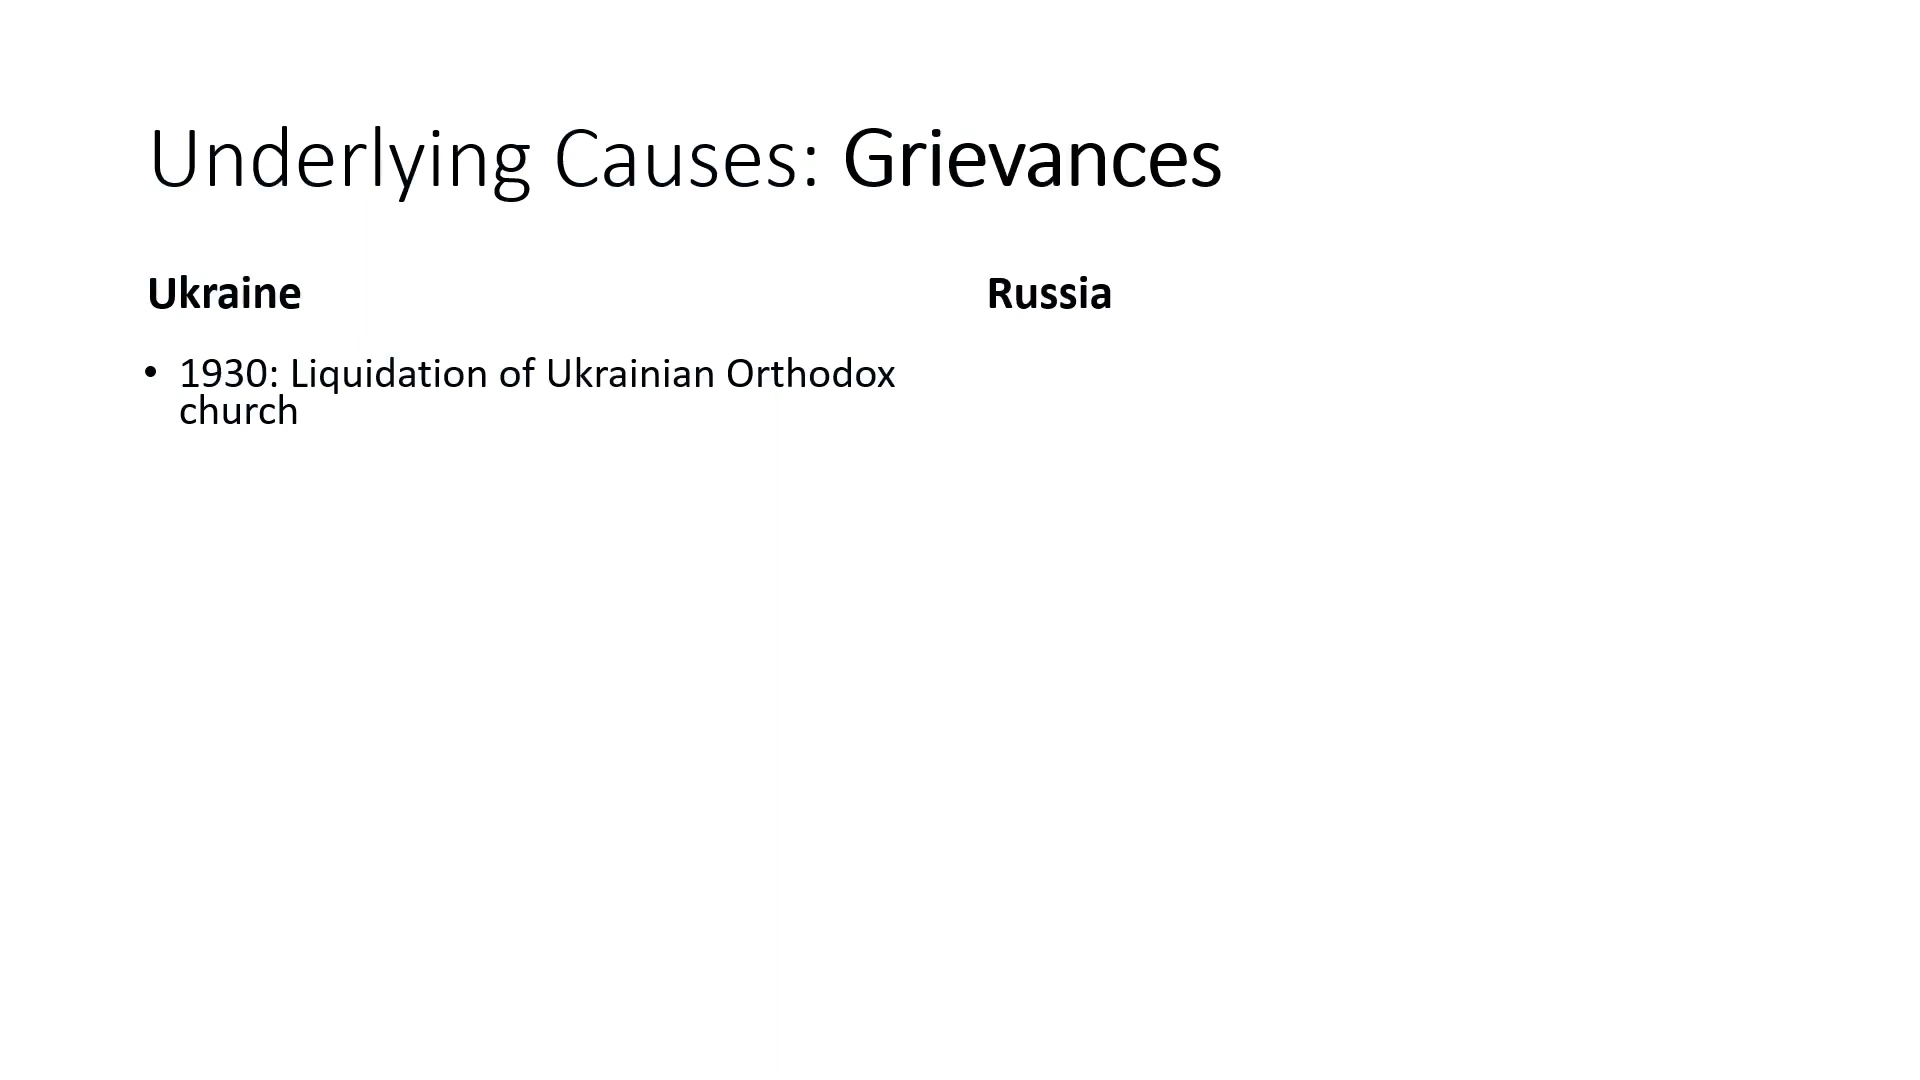 Underlying Causes: Grievances
Ukraine
• 1930: Liquidation of Ukrainian Orthodox
church
Russia